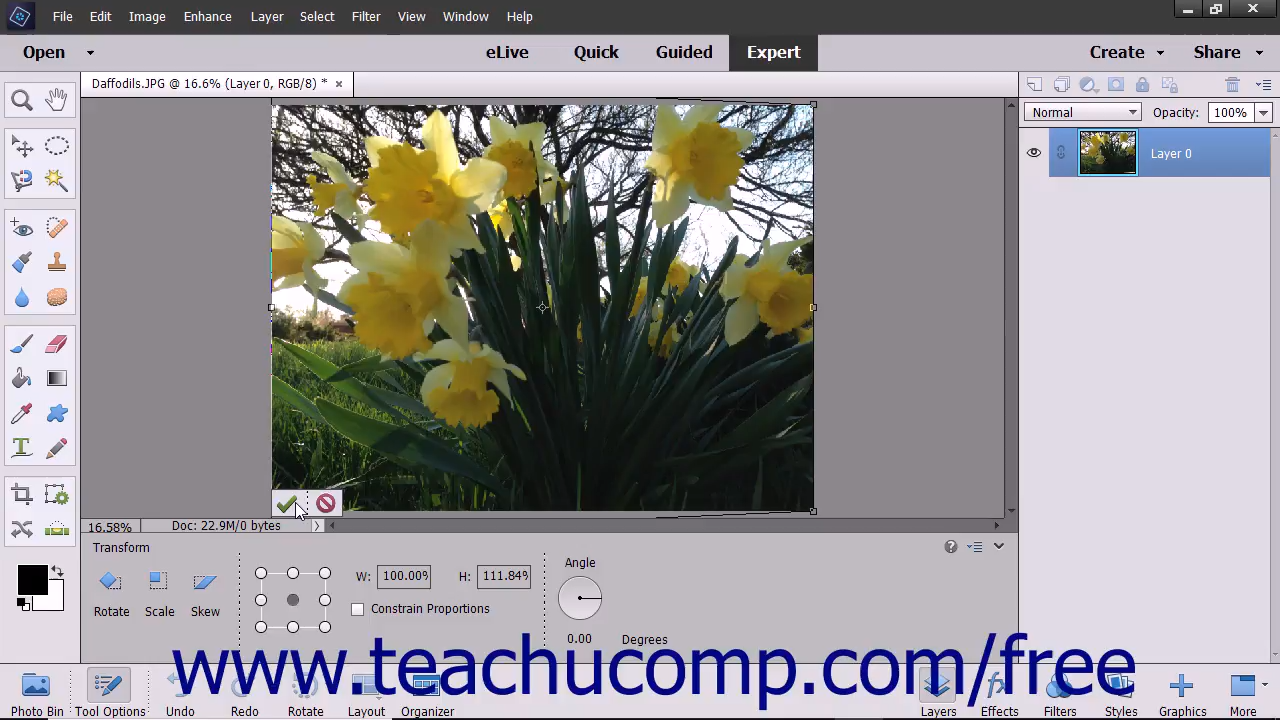 File Edit Image Enhance Layer Select Filter View Window Help
Open eLive Quick Guided Expert Create Share
Daffodils.JPG @ 16.6% (Layer 0, RGB/8) * ×
Normal Opacity: 100%
Layer 0
16.58% Doc: 22.9M/0 bytes
Transform
Rotate Scale Skew
W: 100.00% H: 111.84%
Constrain Proportions
Angle
0.00 Degrees
www.teachucomp.com/free
Photo Bin Tool Options Undo Redo Rotate Layout Organizer Layers Effects Filters Styles Graphics More